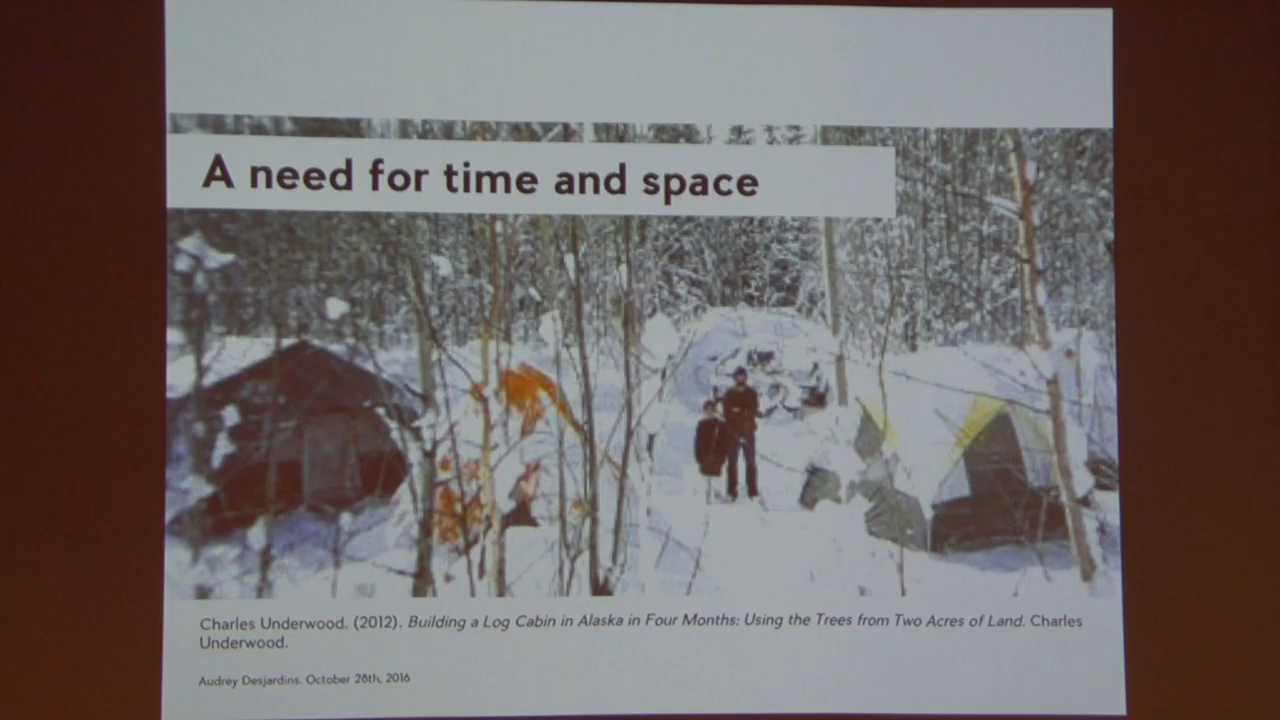 A need for time and space
Charles Underwood. (2012). Building a Log Cabin in Alaska in Four Months: Using the Trees from Two Acres of Land. Charles
Underwood.
Audrey Desjardins. October 28th, 2016